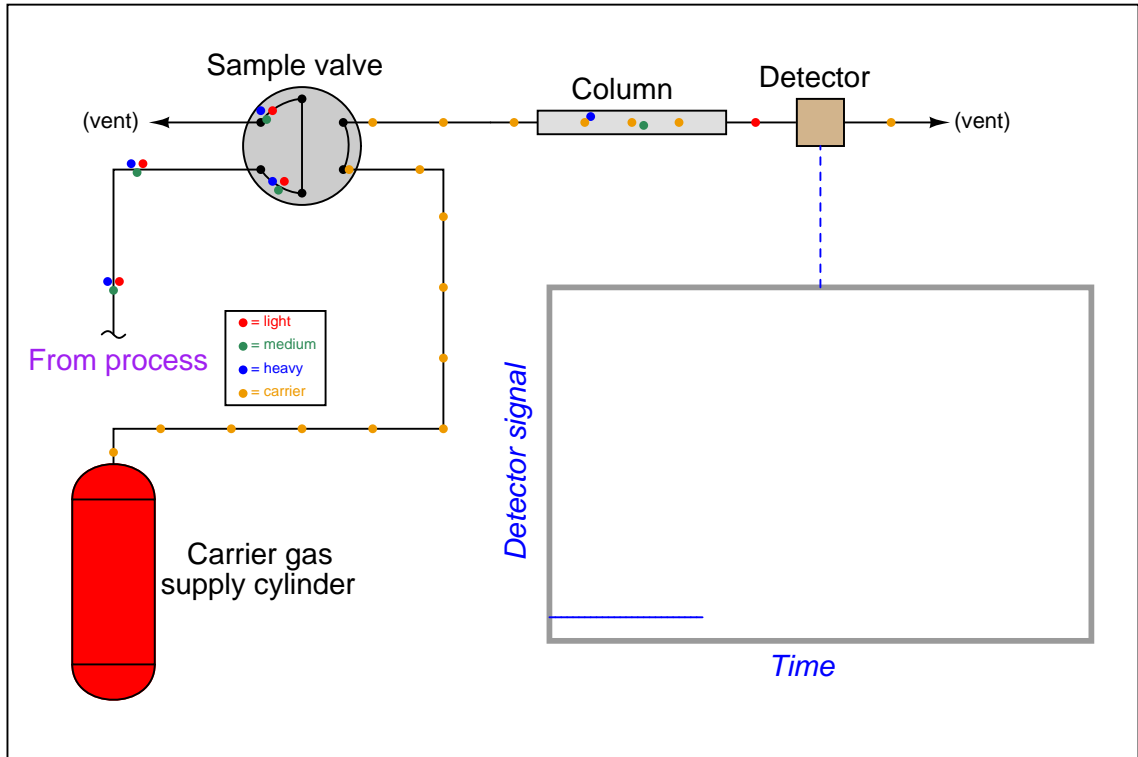 Sample valve
Column
Detector
(vent)
(vent)
= light
= medium
= heavy
= carrier
From process
Detector signal
Carrier gas
supply cylinder
Time